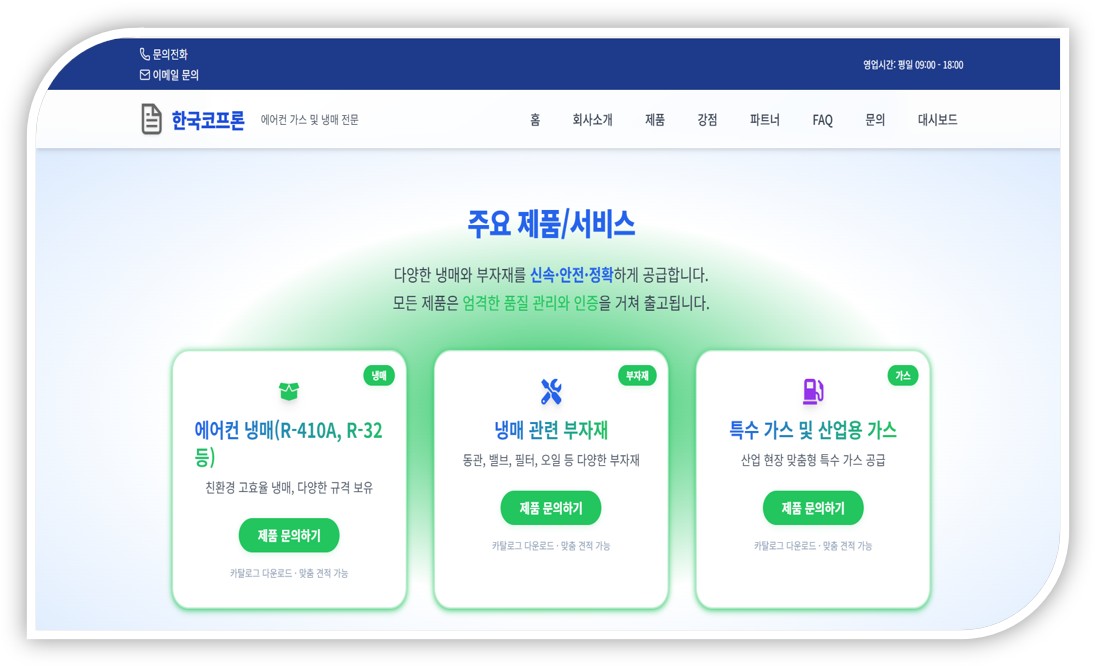 문의전화
이메일 문의
영업시간: 평일 09:00 - 18:00
한국코프론
에어컨 가스 및 냉매 전문
홈 회사소개 제품 강점 파트너 FAQ 문의 대시보드
주요 제품/서비스
다양한 냉매와 부자재를 신속·안전·정확하게 공급합니다.
모든 제품은 엄격한 품질 관리와 인증을 거쳐 출고됩니다.
냉매
에어컨 냉매(R-410A, R-32
등)
친환경 고효율 냉매, 다양한 규격 보유
제품 문의하기
카탈로그 다운로드 · 맞춤 견적 가능
부자재
냉매 관련 부자재
동관, 밸브, 필터, 오일 등 다양한 부자재
제품 문의하기
카탈로그 다운로드 · 맞춤 견적 가능
가스
특수 가스 및 산업용 가스
산업 현장 맞춤형 특수 가스 공급
제품 문의하기
카탈로그 다운로드 · 맞춤 견적 가능